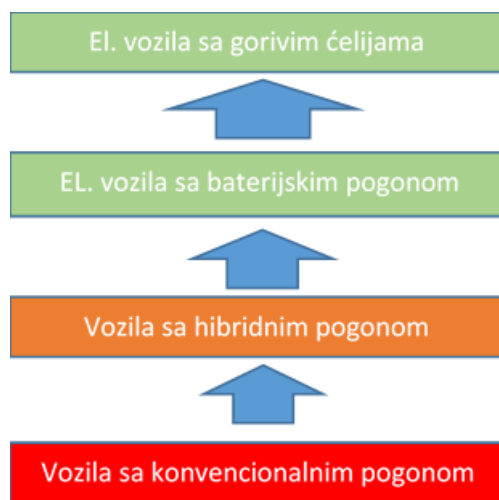 El. vozila sa gorivim ćelijama
EL. vozila sa baterijskim pogonom
Vozila sa hibridnim pogonom
Vozila sa konvencionalnim pogonom